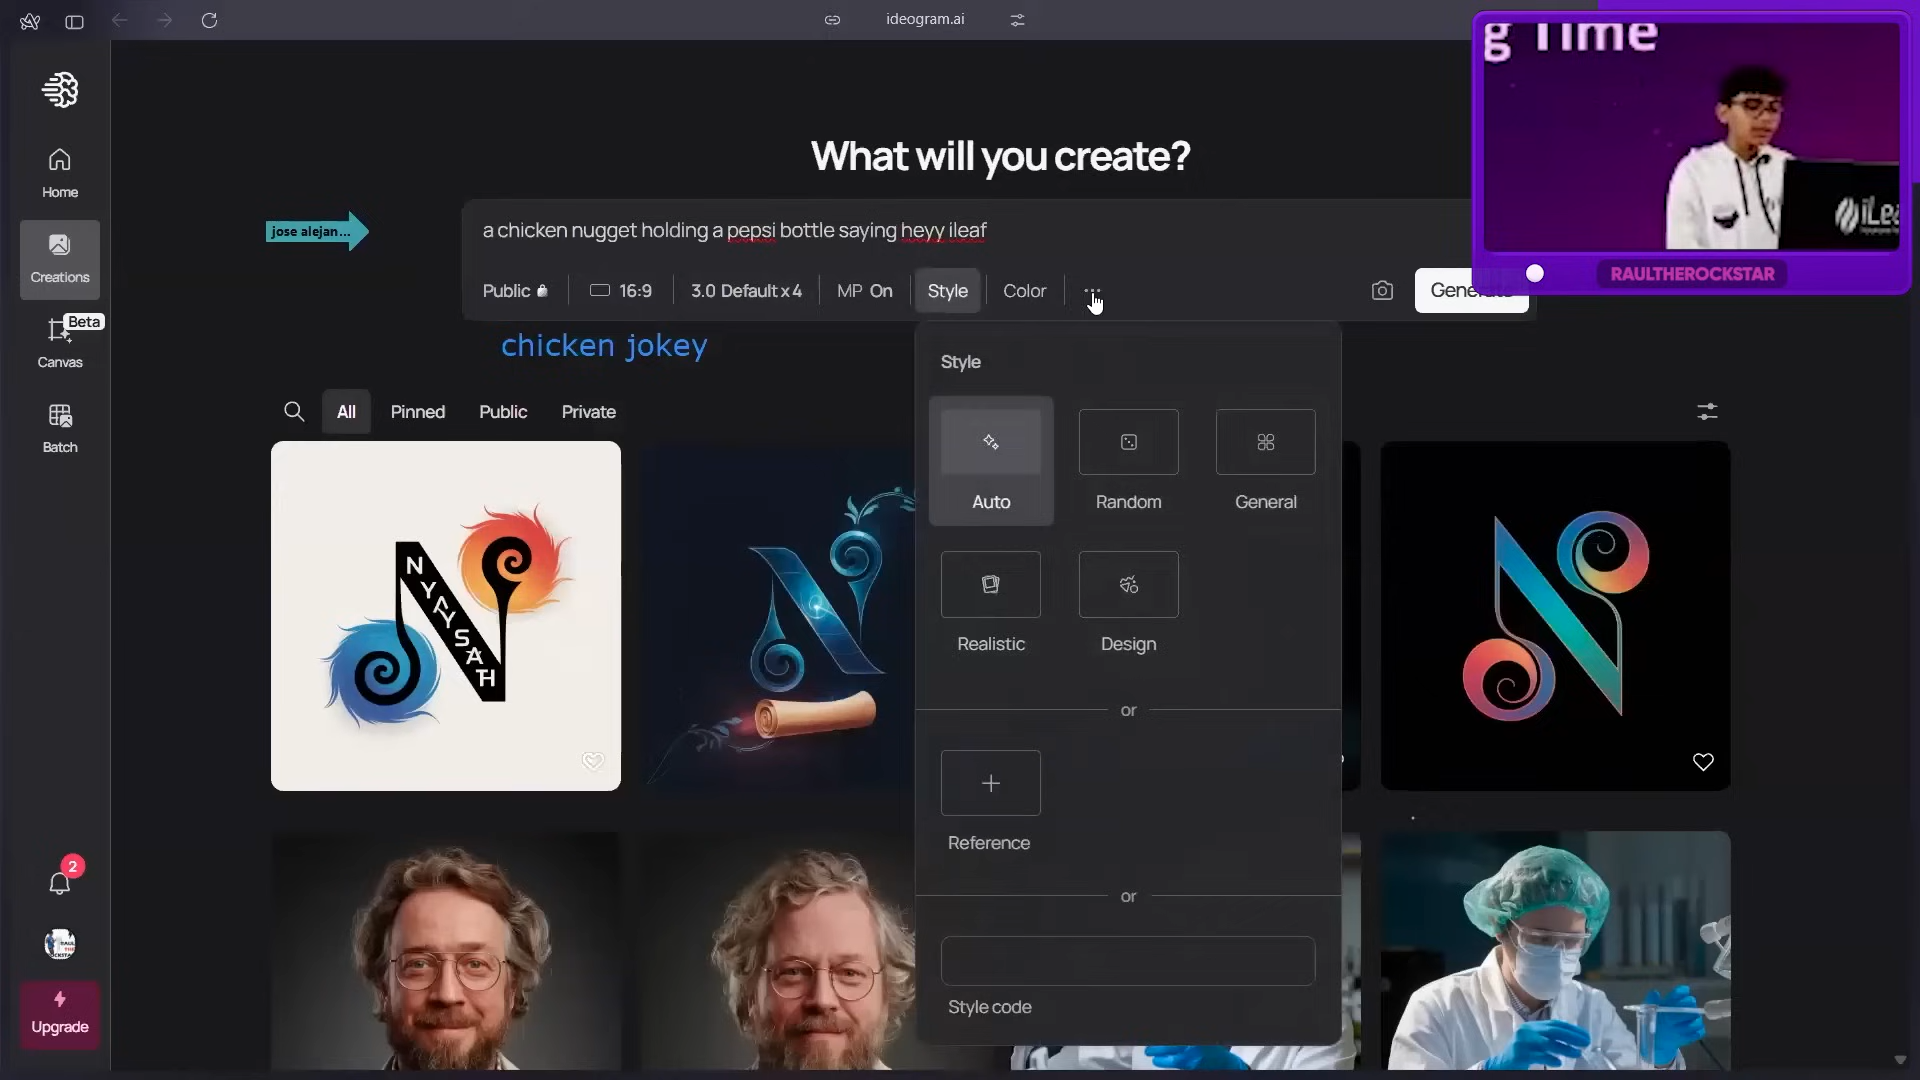 ideogram.ai
g Time
What will you create?
jose alejan...
a chicken nugget holding a pepsi bottle saying heyy ileaf
Public
16:9
3.0 Default x 4
MP On
Style
Color
...
iLea
RAULTHEROCKSTAR
chicken jokey
Home
Creations
Beta
Canvas
Batch
All
Pinned
Public
Private
Style
Auto
Random
General
Realistic
Design
or
Reference
or
Style code
NYAYSATH
2
Upgrade